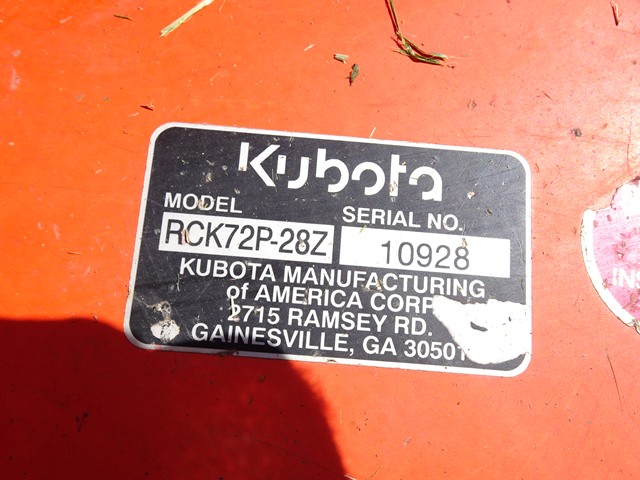 Kubota
MODEL
SERIAL NO.
RCK72P-28Z
10928
KUBOTA MANUFACTURING
of AMERICA CORP
2715 RAMSEY RD.
GAINESVILLE, GA 30501